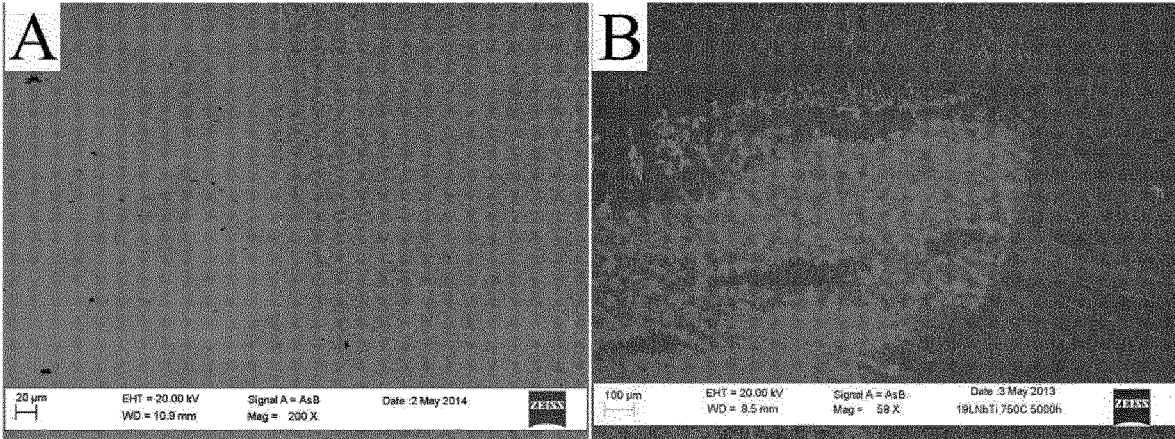 A
20 µm
EHT = 20.00 kV
WD = 10.9 mm
Signal A = AsB
Mag = 200 X
Date :2 May 2014
ZEISS
B
100 µm
EHT = 20.00 kV
WD = 8.5 mm
Signal A = AsB
Mag = 59 X
Date :3 May 2013
19LNbTi 750C 5000h
ZEISS